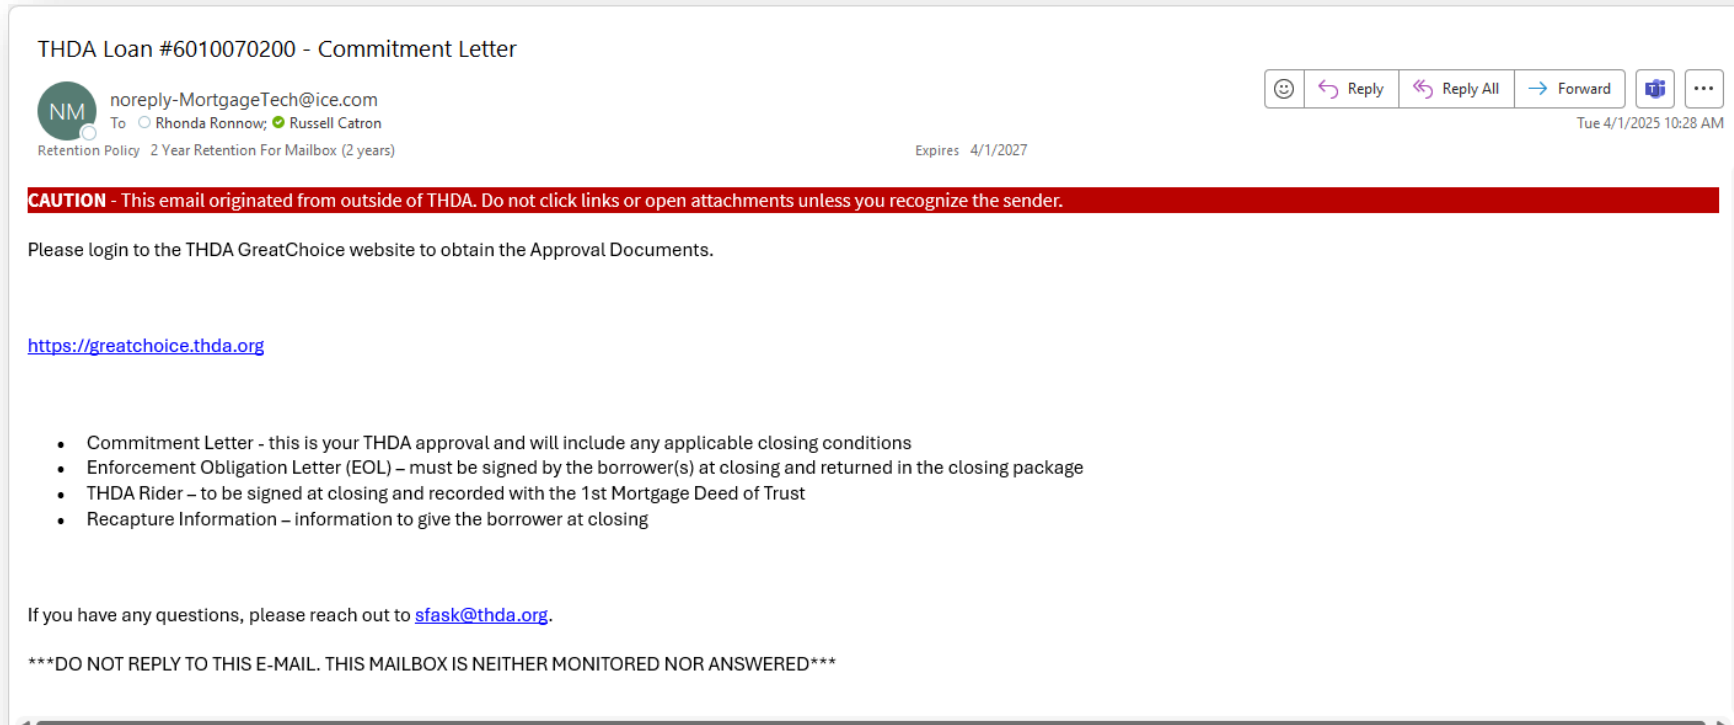 THDA Loan #6010070200 - Commitment Letter
NM
noreply-MortgageTech@ice.com
To Rhonda Ronnow; Russell Catron
Retention Policy 2 Year Retention For Mailbox (2 years)
Expires 4/1/2027
Reply
Reply All
Forward
Tue 4/1/2025 10:28 AM
CAUTION - This email originated from outside of THDA. Do not click links or open attachments unless you recognize the sender.
Please login to the THDA GreatChoice website to obtain the Approval Documents.
https://greatchoice.thda.org
• Commitment Letter - this is your THDA approval and will include any applicable closing conditions
• Enforcement Obligation Letter (EOL) – must be signed by the borrower(s) at closing and returned in the closing package
• THDA Rider – to be signed at closing and recorded with the 1st Mortgage Deed of Trust
• Recapture Information – information to give the borrower at closing
If you have any questions, please reach out to sfask@thda.org.
***DO NOT REPLY TO THIS E-MAIL. THIS MAILBOX IS NEITHER MONITORED NOR ANSWERED***